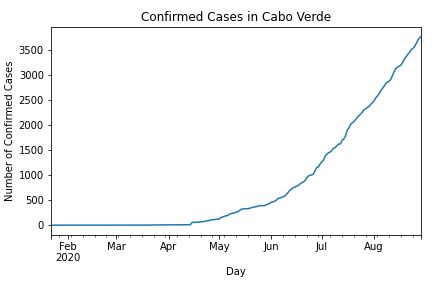 Confirmed Cases in Cabo Verde
Number of Confirmed Cases
3500
3000
2500
2000
1500
1000
500
0
Feb Mar Apr May Jun Jul Aug
2020
Day